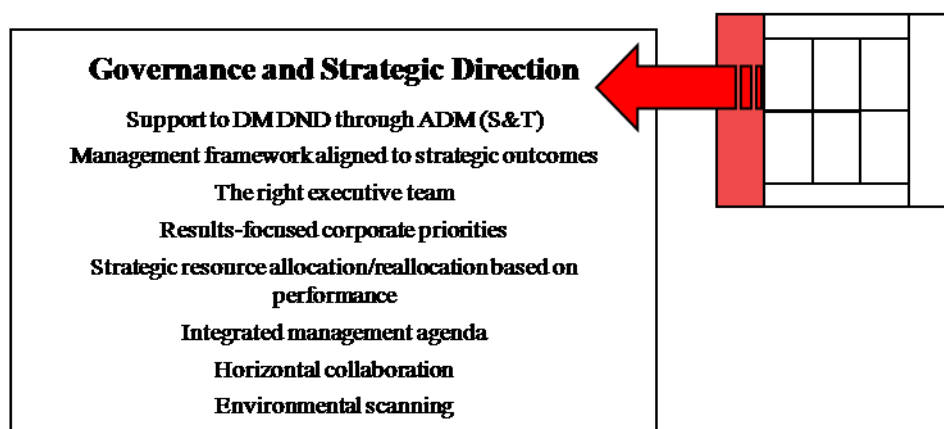 Governance and Strategic Direction
Support to DM DND through ADM (S&T)
Management framework aligned to strategic outcomes
The right executive team
Results-focused corporate priorities
Strategic resource allocation/reallocation based on
performance
Integrated management agenda
Horizontal collaboration
Environmental scanning